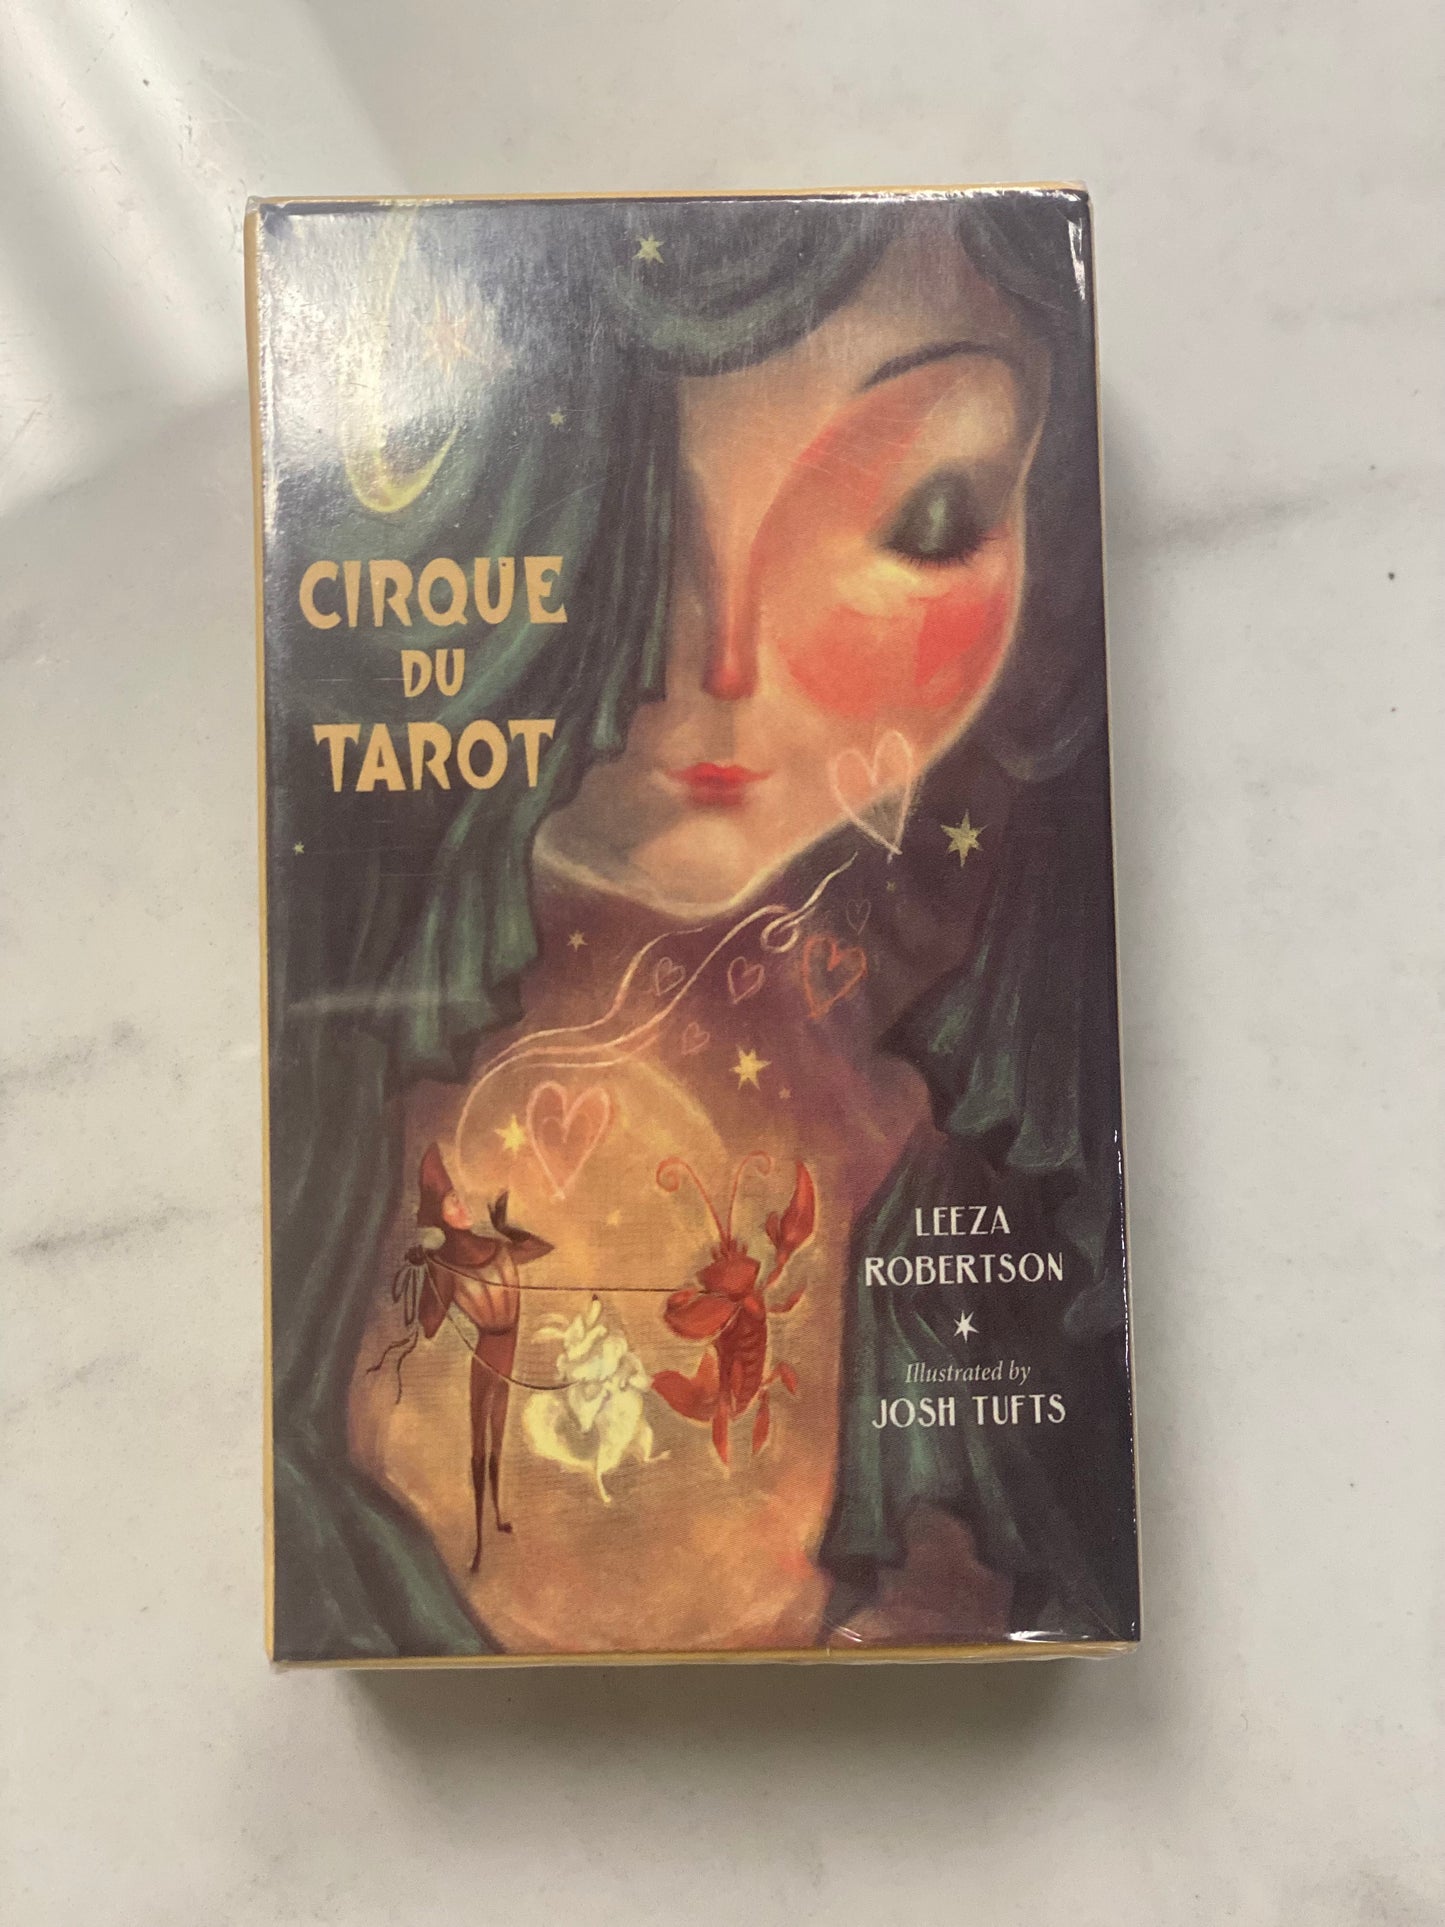 CIRQUE
DU
TAROT
LEEZA
ROBERTSON
Illustrated by
JOSH TUFTS